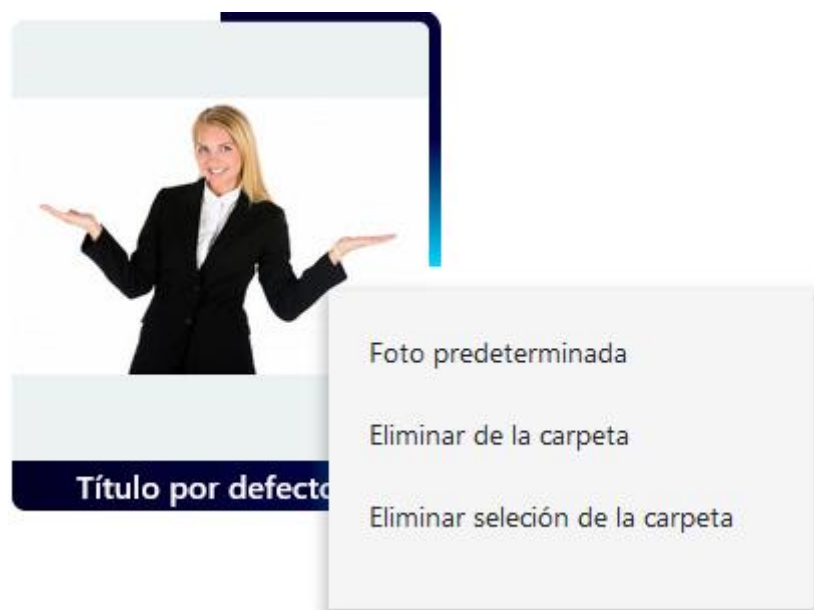 Foto predeterminada
Eliminar de la carpeta
Título por defecto
Eliminar seleción de la carpeta